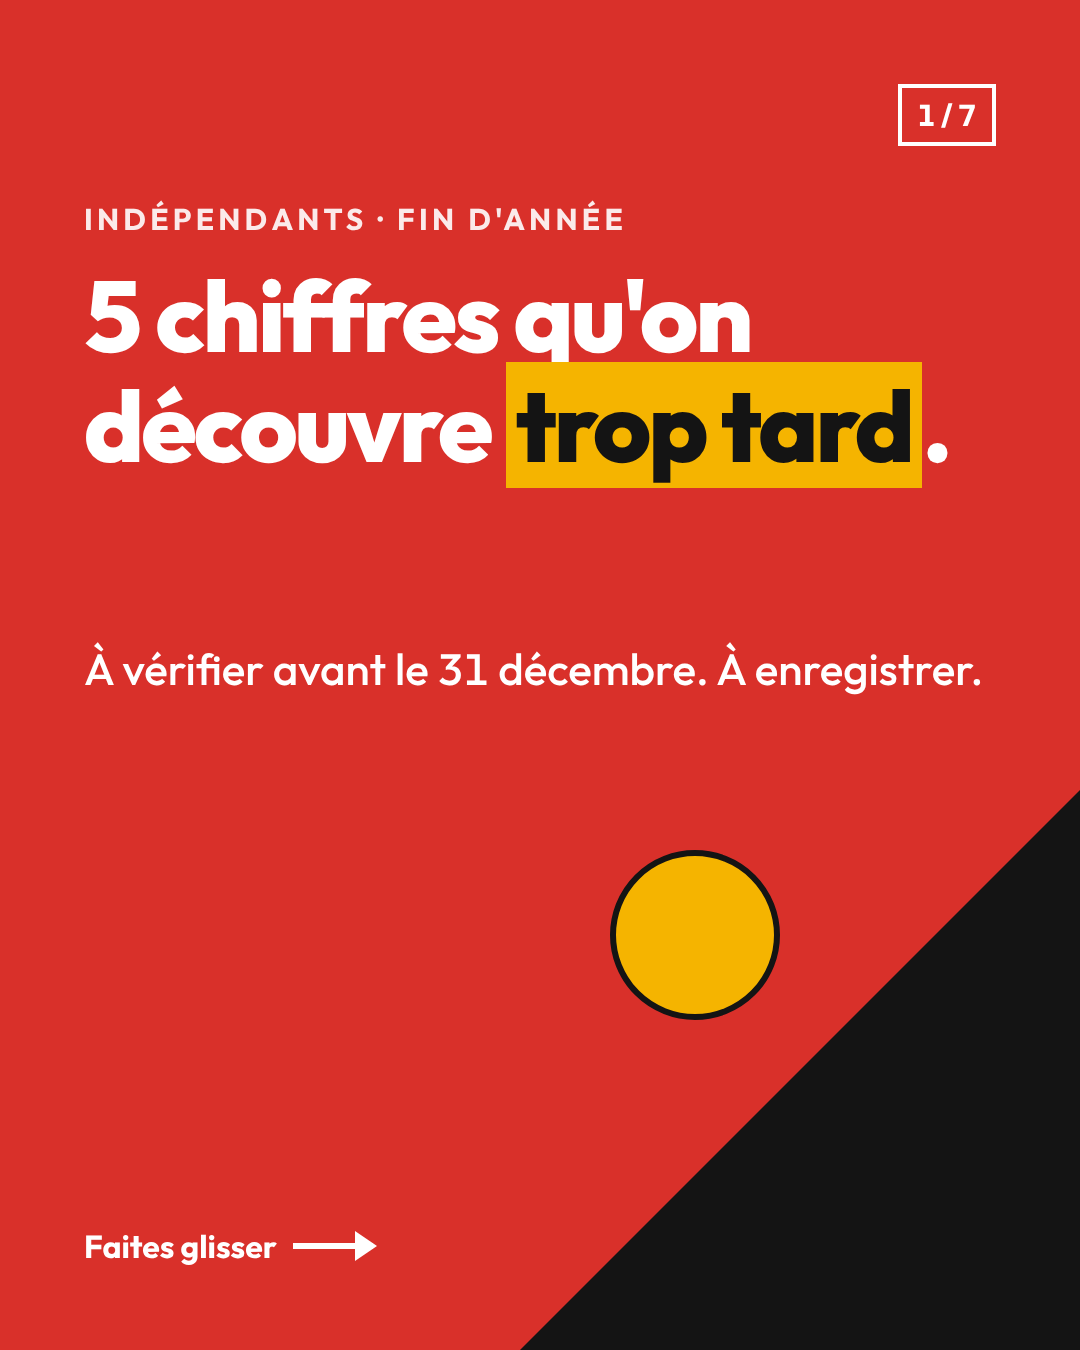 1/7
INDÉPENDANTS · FIN D'ANNÉE
5 chiffres qu'on
découvre trop tard.
À vérifier avant le 31 décembre. À enregistrer.
Faites glisser